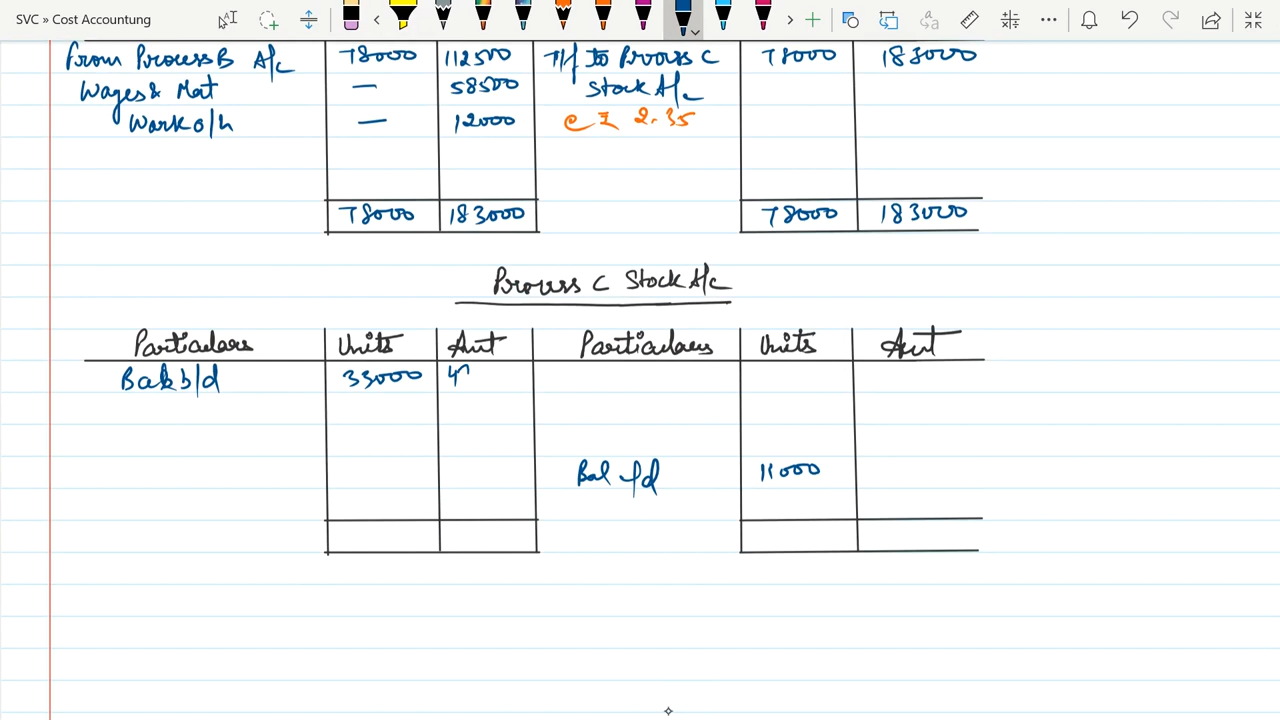 SVC » Cost Accountung
From Process B A/c 78000 112500 T/f to Process C 78000 183000
Wages & Mat — 58500 Stock A/c
Work o/h — 12000 @ ₹ 2.35
78000 183000 78000 183000
Process C Stock A/c
Particulars Units Amt Particulars Units Amt
Bal b/d 33000 4
Bal c/d 11000